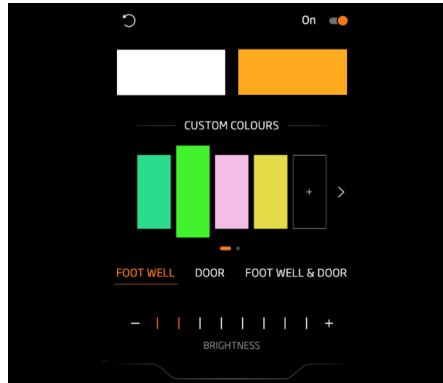 On
CUSTOM COLOURS
+
FOOT WELL DOOR FOOT WELL & DOOR
- +
BRIGHTNESS